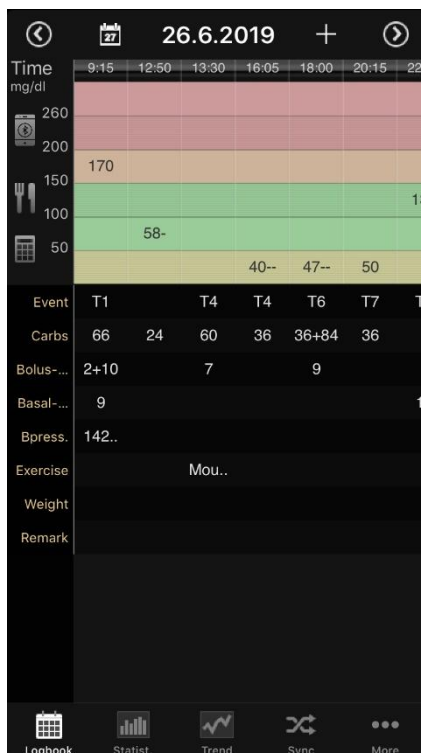 27 26.6.2019 +
Time 9:15 12:50 13:30 16:05 18:00 20:15 22
mg/dl
260
200
170
150
100
58-
50
40-- 47-- 50
Event T1 T4 T4 T6 T7
Carbs 66 24 60 36 36+84 36
Bolus-... 2+10 7 9
Basal-... 9 1
Bpress. 142..
Exercise Mou..
Weight
Remark
Logbook Statist. Trend Sync More